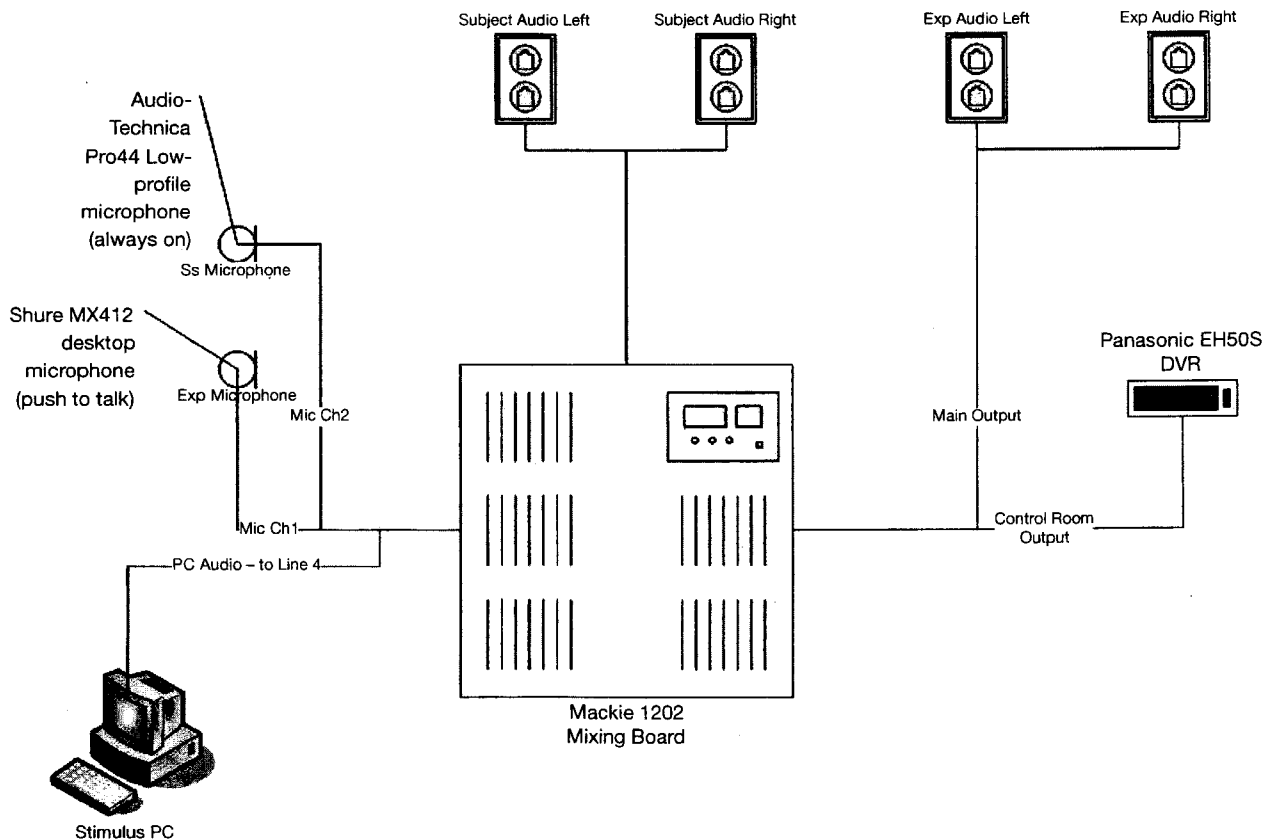 Subject Audio Left
Subject Audio Right
Exp Audio Left
Exp Audio Right
Audio-
Technica
Pro44 Low-
profile
microphone
(always on)
Ss Microphone
Shure MX412
desktop
microphone
(push to talk)
Exp Microphone
Mic Ch2
Mic Ch1
PC Audio – to Line 4
Stimulus PC
Mackie 1202
Mixing Board
Main Output
Control Room
Output
Panasonic EH50S
DVR